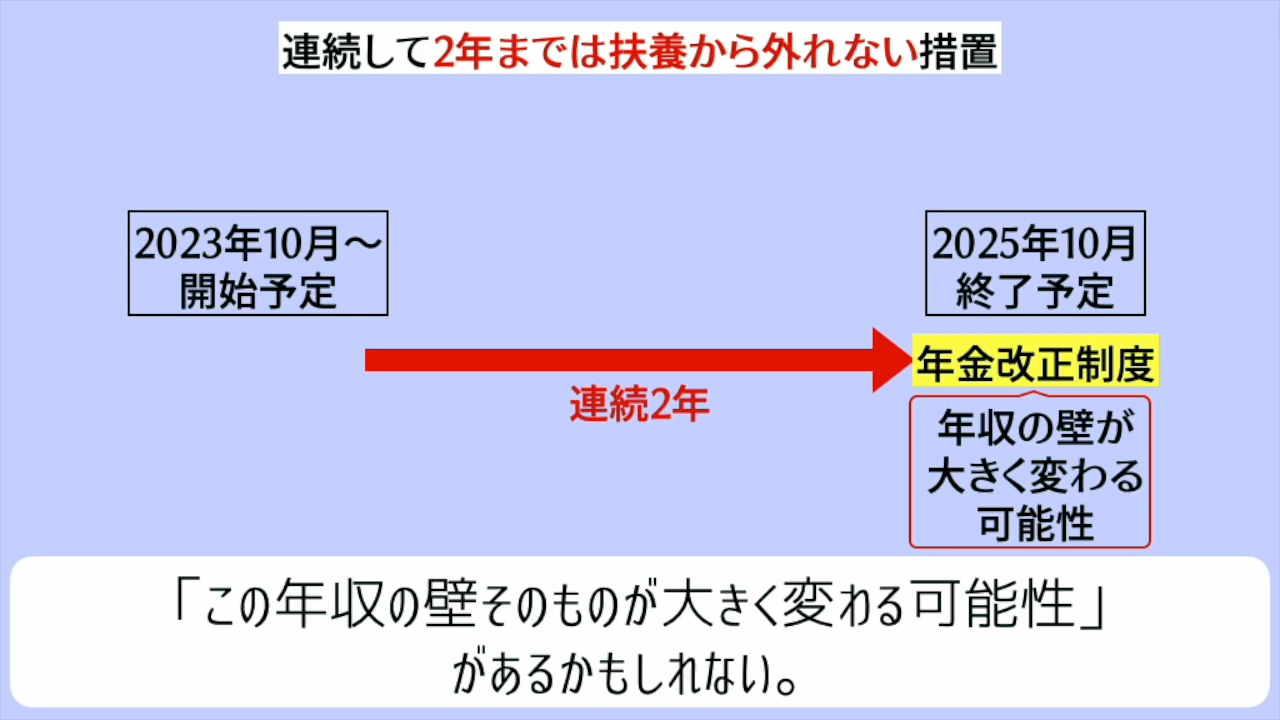 連続して2年までは扶養から外れない措置
2023年10月～
開始予定
2025年10月
終了予定
連続2年
年金改正制度
年収の壁が
大きく変わる
可能性
「この年収の壁そのものが大きく変わる可能性」
があるかもしれない。